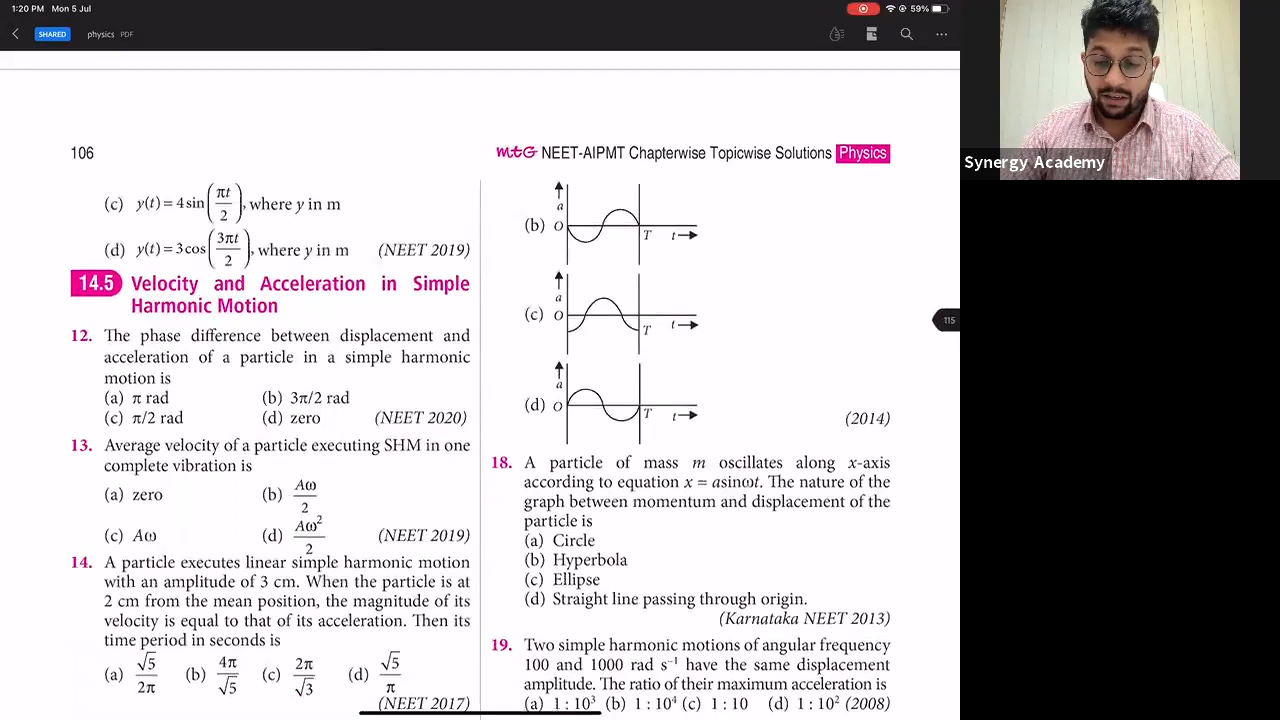 1:20 PM Mon 5 Jul
59%
SHARED
physics PDF
Synergy Academy
115
106
mtG NEET-AIPMT Chapterwise Topicwise Solutions Physics
(c) y(t) = 4 sin(πt/2), where y in m
(d) y(t) = 3 cos(3πt/2), where y in m (NEET 2019)
14.5 Velocity and Acceleration in Simple
Harmonic Motion
12. The phase difference between displacement and
acceleration of a particle in a simple harmonic
motion is
(a) π rad (b) 3π/2 rad
(c) π/2 rad (d) zero (NEET 2020)
13. Average velocity of a particle executing SHM in one
complete vibration is
(a) zero (b) Aω/2
(c) Aω (d) Aω²/2 (NEET 2019)
14. A particle executes linear simple harmonic motion
with an amplitude of 3 cm. When the particle is at
2 cm from the mean position, the magnitude of its
velocity is equal to that of its acceleration. Then its
time period in seconds is
(a) √5/2π (b) 4π/√5 (c) 2π/√3 (d) √5/π
(NEET 2017)
(b) a O T t
(c) a O T t
(d) a O T t
(2014)
18. A particle of mass m oscillates along x-axis
according to equation x = asinωt. The nature of the
graph between momentum and displacement of the
particle is
(a) Circle
(b) Hyperbola
(c) Ellipse
(d) Straight line passing through origin.
(Karnataka NEET 2013)
19. Two simple harmonic motions of angular frequency
100 and 1000 rad s⁻¹ have the same displacement
amplitude. The ratio of their maximum acceleration is
(a) 1 : 10³ (b) 1 : 10⁴ (c) 1 : 10 (d) 1 : 10² (2008)